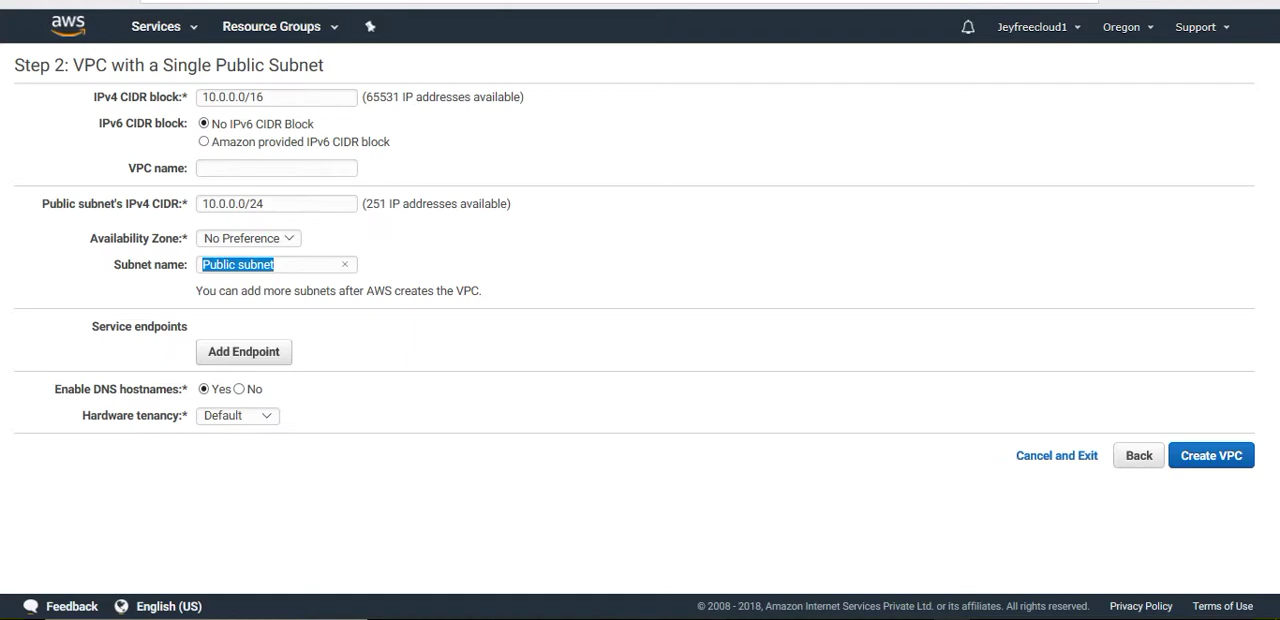 aws Services Resource Groups Jeyfreecloud1 Oregon Support
Step 2: VPC with a Single Public Subnet
IPv4 CIDR block:* 10.0.0.0/16 (65531 IP addresses available)
IPv6 CIDR block: No IPv6 CIDR Block
Amazon provided IPv6 CIDR block
VPC name:
Public subnet's IPv4 CIDR:* 10.0.0.0/24 (251 IP addresses available)
Availability Zone:* No Preference
Subnet name: Public subnet ×
You can add more subnets after AWS creates the VPC.
Service endpoints
Add Endpoint
Enable DNS hostnames:* Yes No
Hardware tenancy:* Default
Cancel and Exit Back Create VPC
Feedback English (US) © 2008 - 2018, Amazon Internet Services Private Ltd. or its affiliates. All rights reserved. Privacy Policy Terms of Use